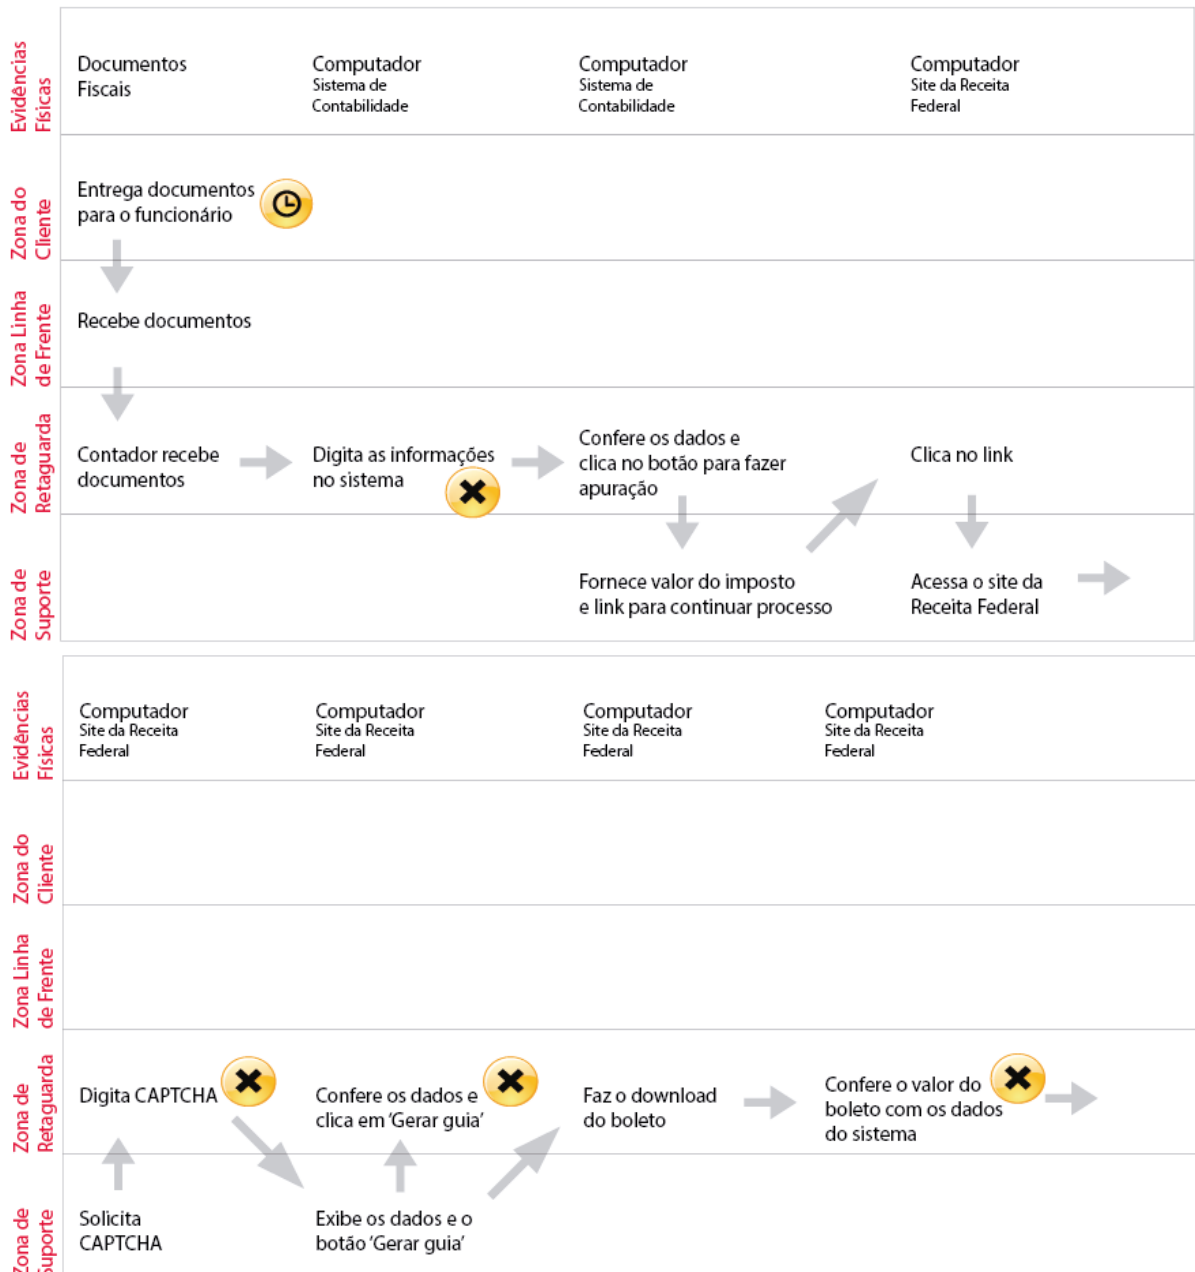 Evidências
Físicas
Documentos
Fiscais
Computador
Sistema de
Contabilidade
Computador
Sistema de
Contabilidade
Computador
Site da Receita
Federal
Zona do
Cliente
Entrega documentos
para o funcionário
Zona Linha
de Frente
Recebe documentos
Zona de
Retaguarda
Contador recebe
documentos
Digita as informações
no sistema
Confere os dados e
clica no botão para fazer
apuração
Clica no link
Zona de
Suporte
Fornece valor do imposto
e link para continuar processo
Acessa o site da
Receita Federal
Evidências
Físicas
Computador
Site da Receita
Federal
Computador
Site da Receita
Federal
Computador
Site da Receita
Federal
Computador
Site da Receita
Federal
Zona do
Cliente
Zona Linha
de Frente
Zona de
Retaguarda
Digita CAPTCHA
Confere os dados e
clica em ‘Gerar guia’
Faz o download
do boleto
Confere o valor do
boleto com os dados
do sistema
Zona de
Suporte
Solicita
CAPTCHA
Exibe os dados e o
botão ‘Gerar guia’